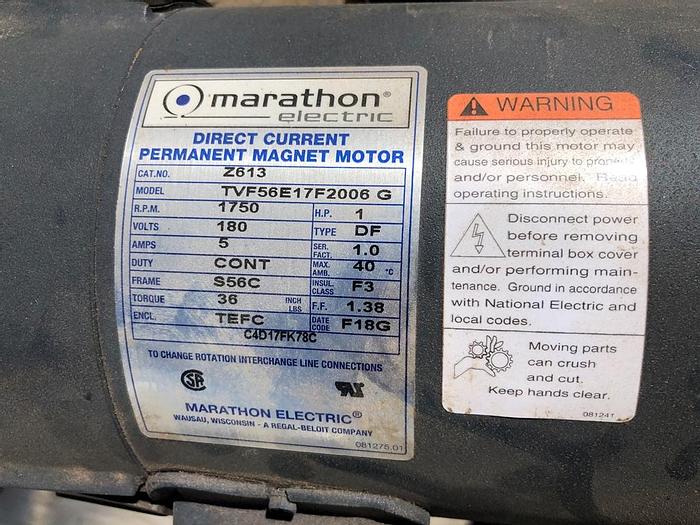 marathon®
electric
DIRECT CURRENT
PERMANENT MAGNET MOTOR
CAT.NO. Z613
MODEL TVF56E17F2006 G
R.P.M. 1750 H.P. 1
VOLTS 180 TYPE DF
AMPS 5 SER. FACT. 1.0
DUTY CONT MAX. AMB. 40 °C
FRAME S56C INSUL. CLASS F3
TORQUE 36 INCH LBS F.F. 1.38
ENCL. TEFC DATE CODE F18G
C4D17FK78C
TO CHANGE ROTATION INTERCHANGE LINE CONNECTIONS
MARATHON ELECTRIC®
WAUSAU, WISCONSIN - A REGAL-BELOIT COMPANY
081275.01
WARNING
Failure to properly operate
& ground this motor may
cause serious injury to property
and/or personnel. Read
operating instructions.
Disconnect power
before removing
terminal box cover
and/or performing main-
tenance. Ground in accordance
with National Electric and
local codes.
Moving parts
can crush
and cut.
Keep hands clear.